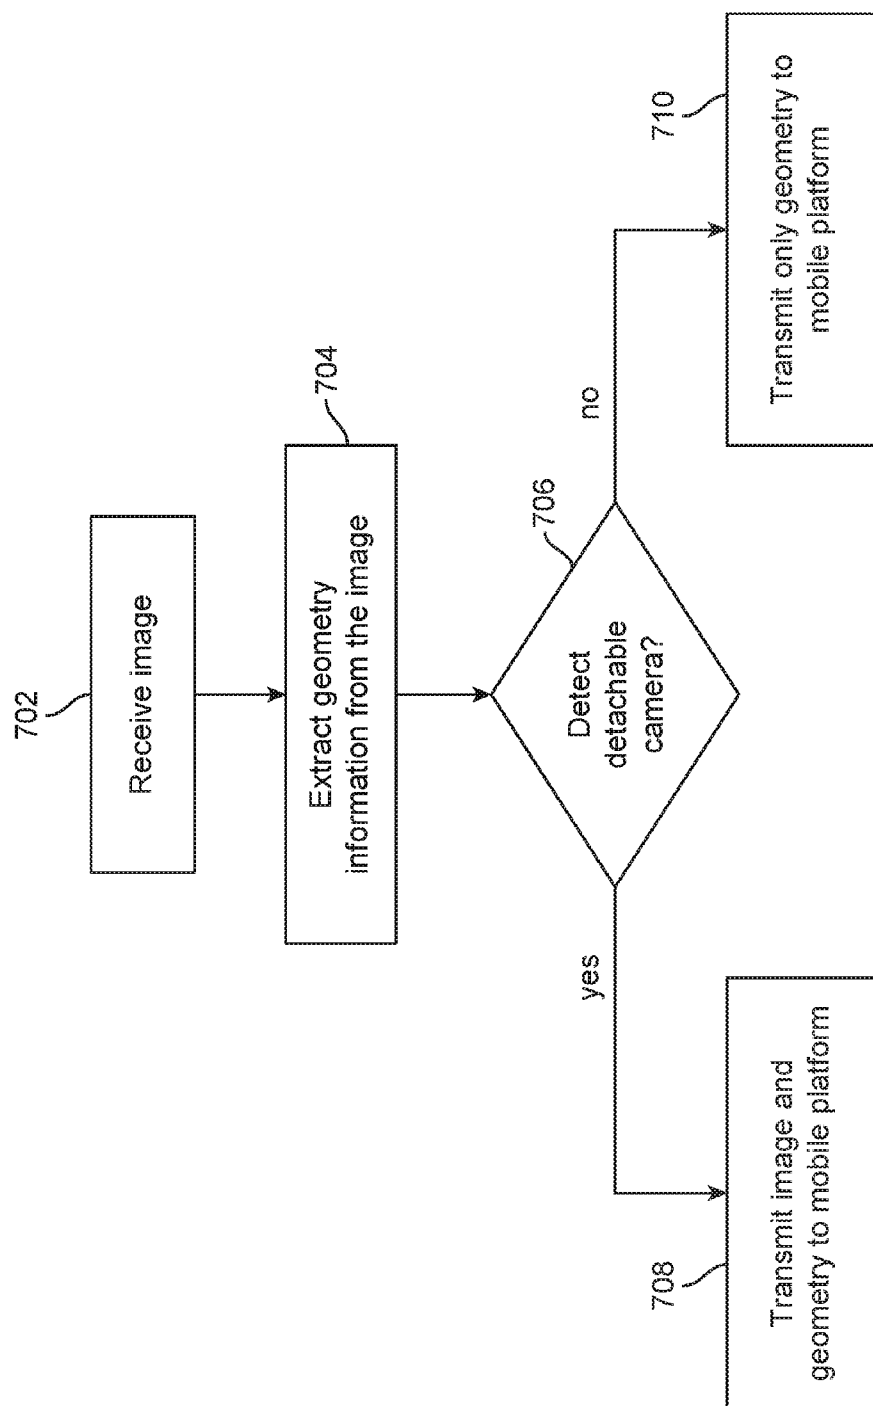 702
Receive image
704
Extract geometry
information from the image
706
Detect
detachable
camera?
yes
no
708
Transmit image and
geometry to mobile platform
710
Transmit only geometry to
mobile platform